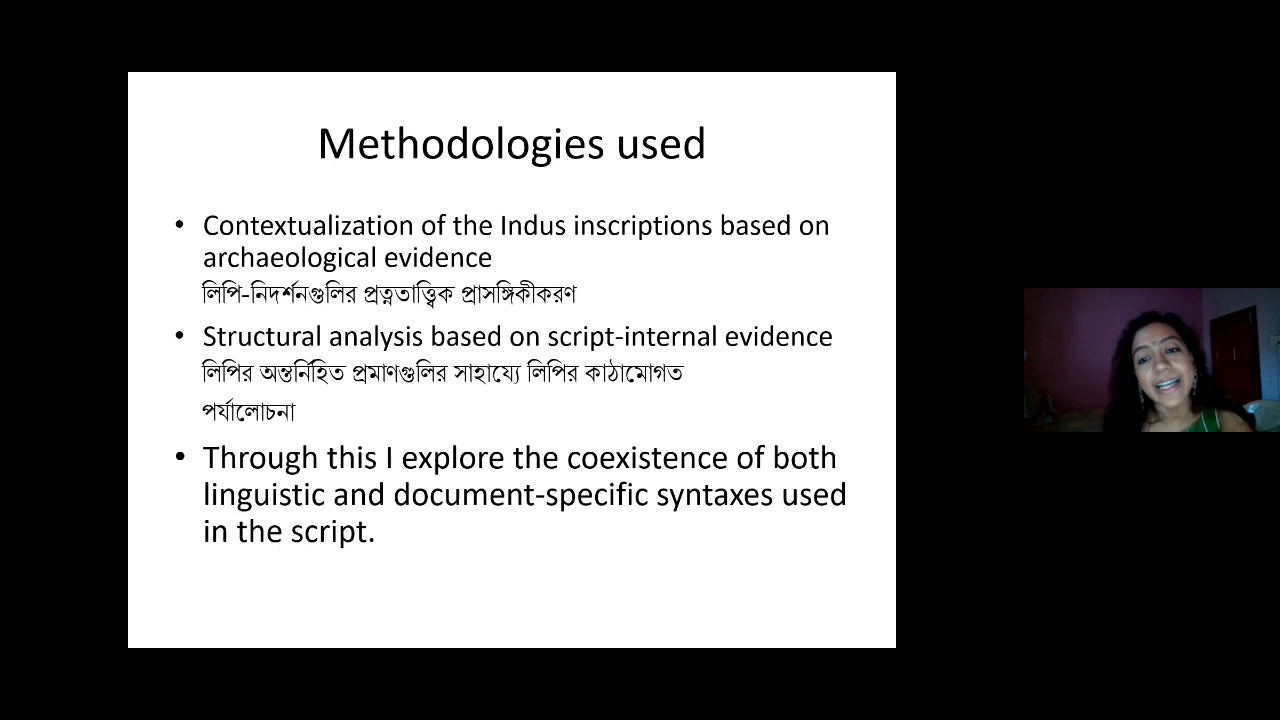 Methodologies used
• Contextualization of the Indus inscriptions based on
archaeological evidence
লিপি-নিদর্শনগুলির প্রত্নতাত্ত্বিক প্রাসঙ্গিকীকরণ
• Structural analysis based on script-internal evidence
লিপির অন্তর্নিহিত প্রমাণগুলির সাহায্যে লিপির কাঠামোগত
পর্যালোচনা
• Through this I explore the coexistence of both
linguistic and document-specific syntaxes used
in the script.